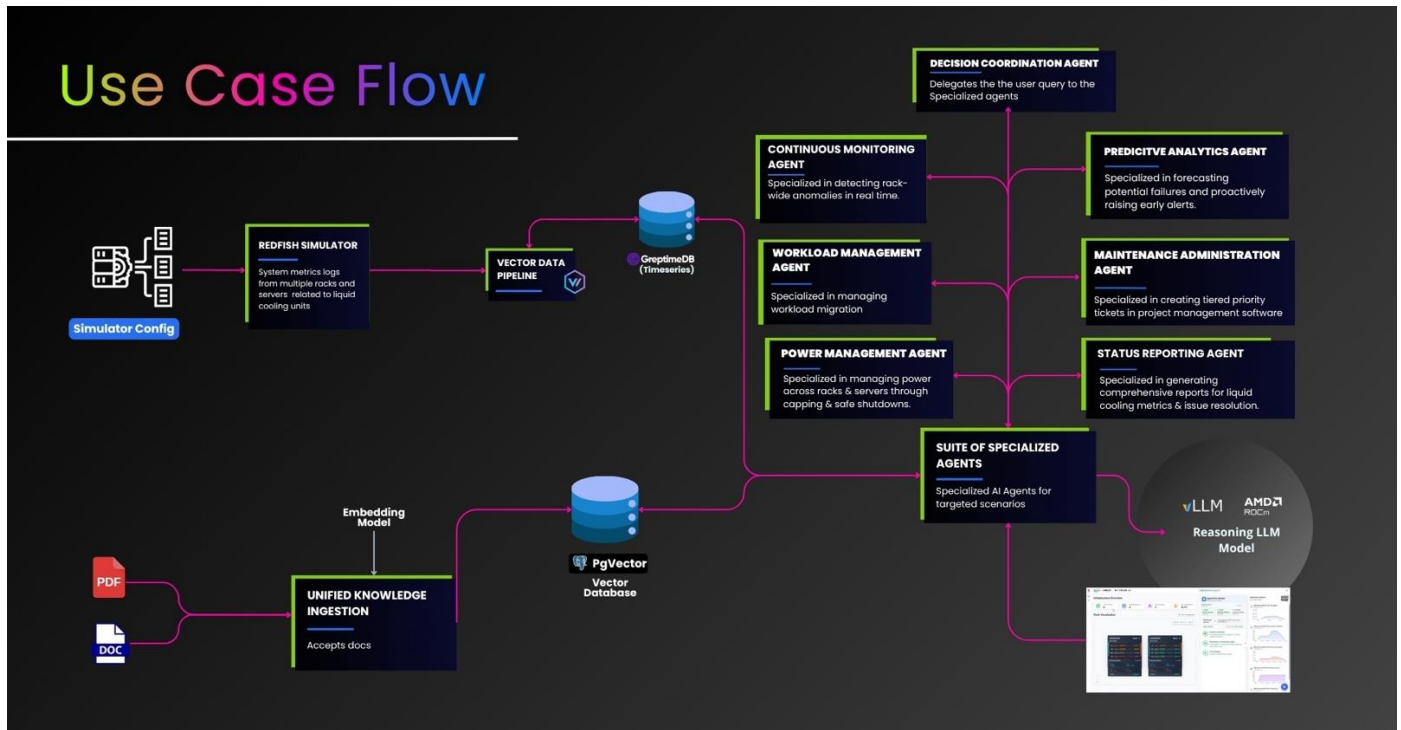 Use Case Flow
DECISION COORDINATION AGENT
Delegates the the user query to the
Specialized agents
CONTINUOUS MONITORING
AGENT
Specialized in detecting rack-
wide anomalies in real time.
PREDICITVE ANALYTICS AGENT
Specialized in forecasting
potential failures and proactively
raising early alerts.
REDFISH SIMULATOR
System metrics logs
from multiple racks and
servers related to liquid
cooling units
Simulator Config
VECTOR DATA
PIPELINE
GreptimeDB
(Timeseries)
WORKLOAD MANAGEMENT
AGENT
Specialized in managing
workload migration
MAINTENANCE ADMINISTRATION
AGENT
Specialized in creating tiered priority
tickets in project management software
POWER MANAGEMENT AGENT
Specialized in managing power
across racks & servers through
capping & safe shutdowns.
STATUS REPORTING AGENT
Specialized in generating
comprehensive reports for liquid
cooling metrics & issue resolution.
SUITE OF SPECIALIZED
AGENTS
Specialized AI Agents for
targeted scenarios
vLLM
AMD
ROCm
Reasoning LLM
Model
Embedding
Model
PDF
DOC
UNIFIED KNOWLEDGE
INGESTION
Accepts docs
PgVector
Vector
Database